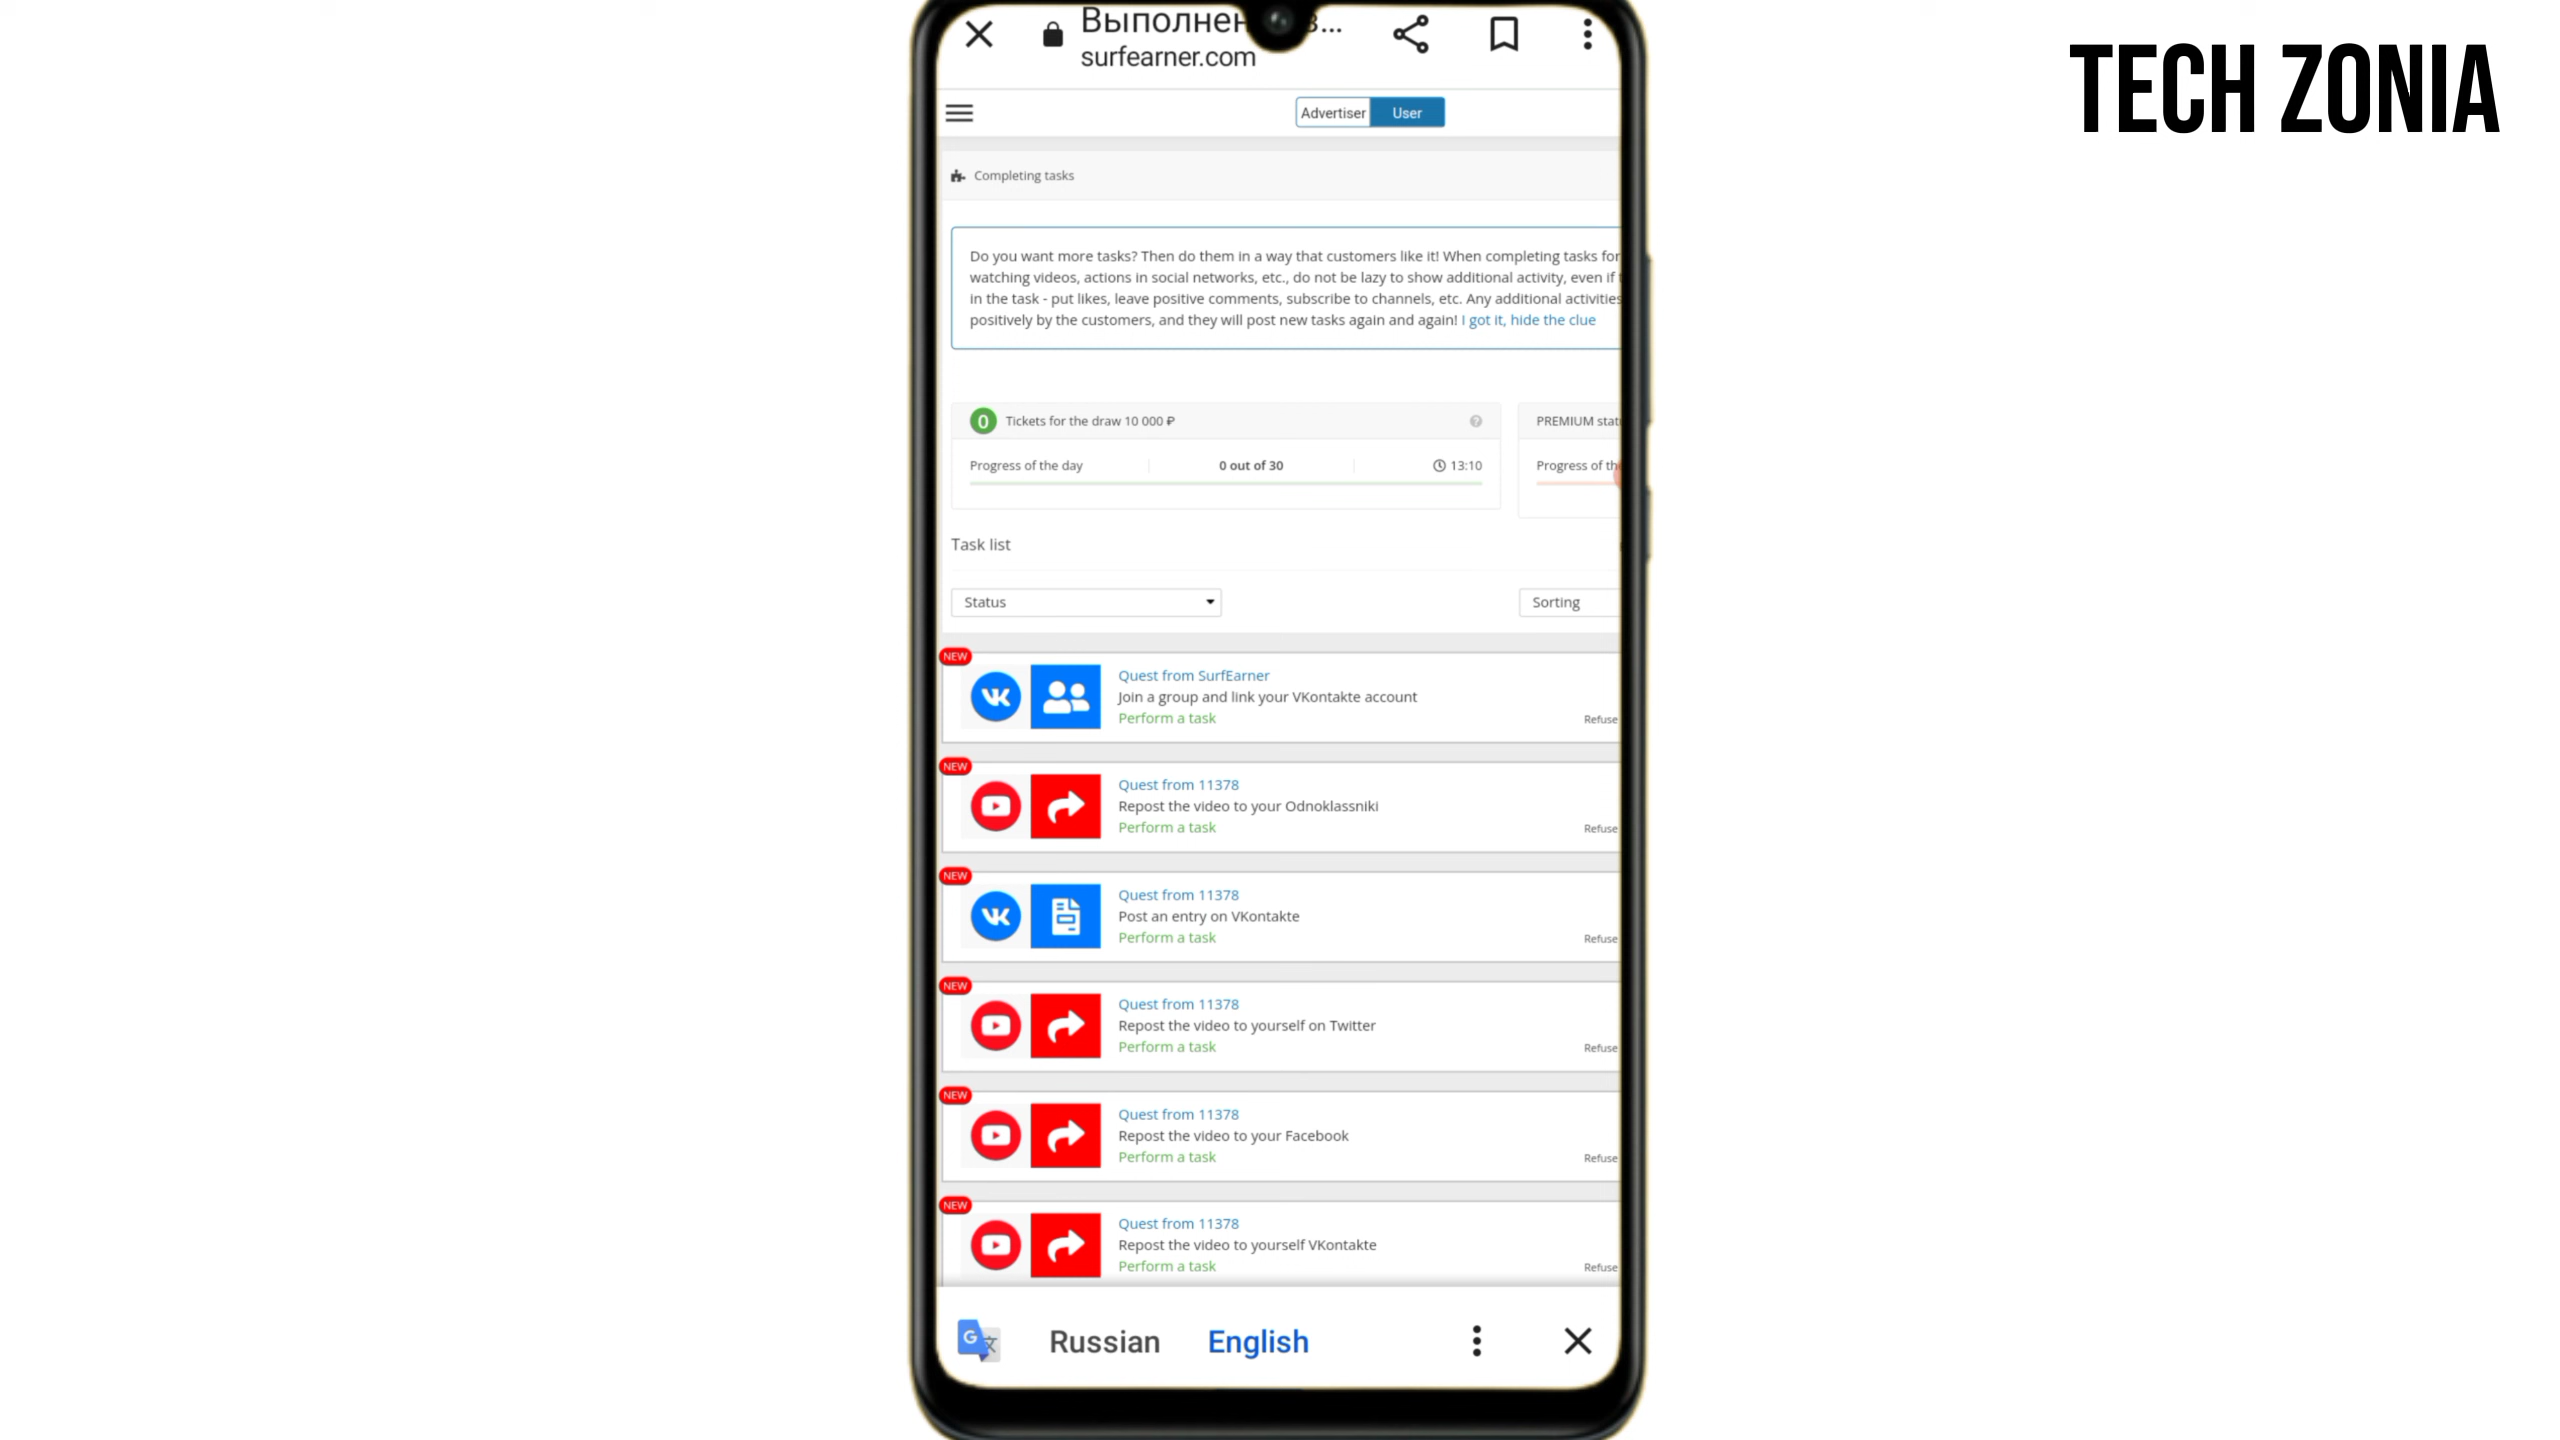 Выполнен
surfearner.com
TECH ZONIA
Advertiser
User
Completing tasks
Do you want more tasks? Then do them in a way that customers like it! When completing tasks for
watching videos, actions in social networks, etc., do not be lazy to show additional activity, even if
in the task - put likes, leave positive comments, subscribe to channels, etc. Any additional activities
positively by the customers, and they will post new tasks again and again! I got it, hide the clue
0 Tickets for the draw 10 000 ₽
PREMIUM
Progress of the day
0 out of 30
13:10
Progress of
Task list
Status
Sorting
NEW
Quest from SurfEarner
Join a group and link your VKontakte account
Perform a task
Refuse
NEW
Quest from 11378
Repost the video to your Odnoklassniki
Perform a task
Refuse
NEW
Quest from 11378
Post an entry on VKontakte
Perform a task
Refuse
NEW
Quest from 11378
Repost the video to yourself on Twitter
Perform a task
Refuse
NEW
Quest from 11378
Repost the video to your Facebook
Perform a task
Refuse
NEW
Quest from 11378
Repost the video to yourself VKontakte
Perform a task
Refuse
Russian
English